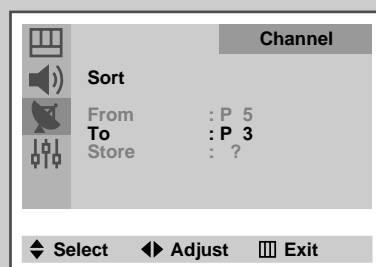 Channel
Sort
From : P 5
To : P 3
Store : ?
Select Adjust Exit